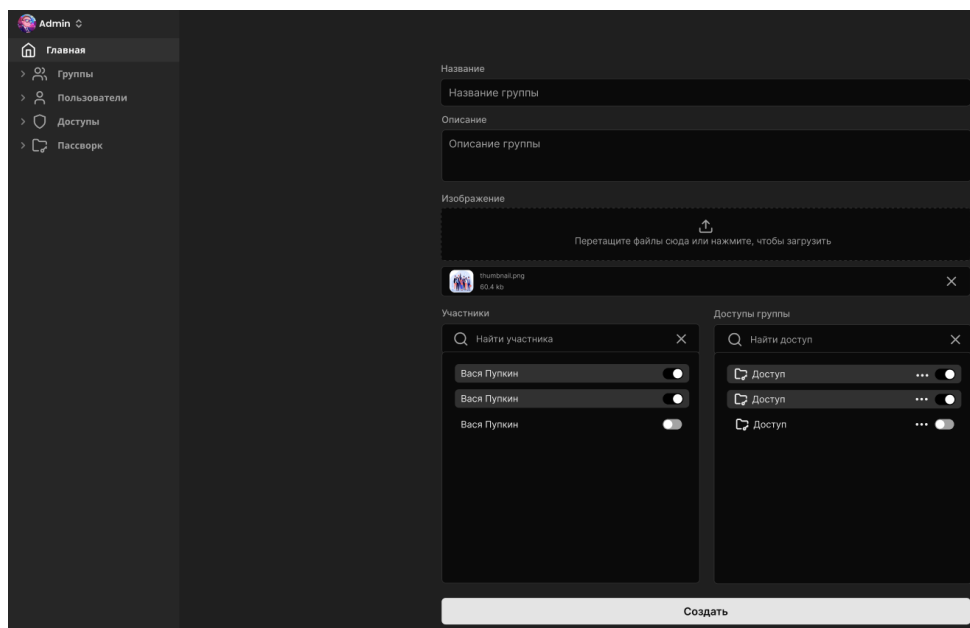 Admin
Главная
Группы
Пользователи
Доступы
Пассворк
Название
Название группы
Описание
Описание группы
Изображение
Перетащите файлы сюда или нажмите, чтобы загрузить
thumbnail.png
60.4 kb
Участники
Найти участника
Вася Пупкин
Вася Пупкин
Вася Пупкин
Доступы группы
Найти доступ
Доступ
Доступ
Доступ
Создать